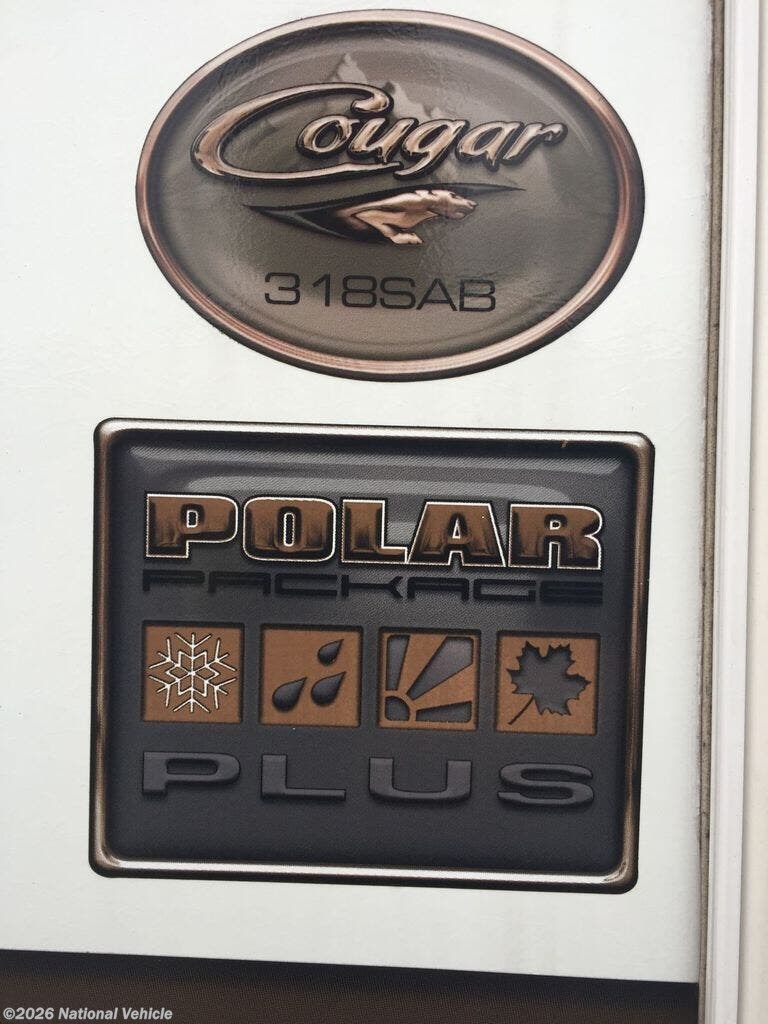 Cougar
318SAB
POLAR
PACKAGE
PLUS
©2026 National Vehicle